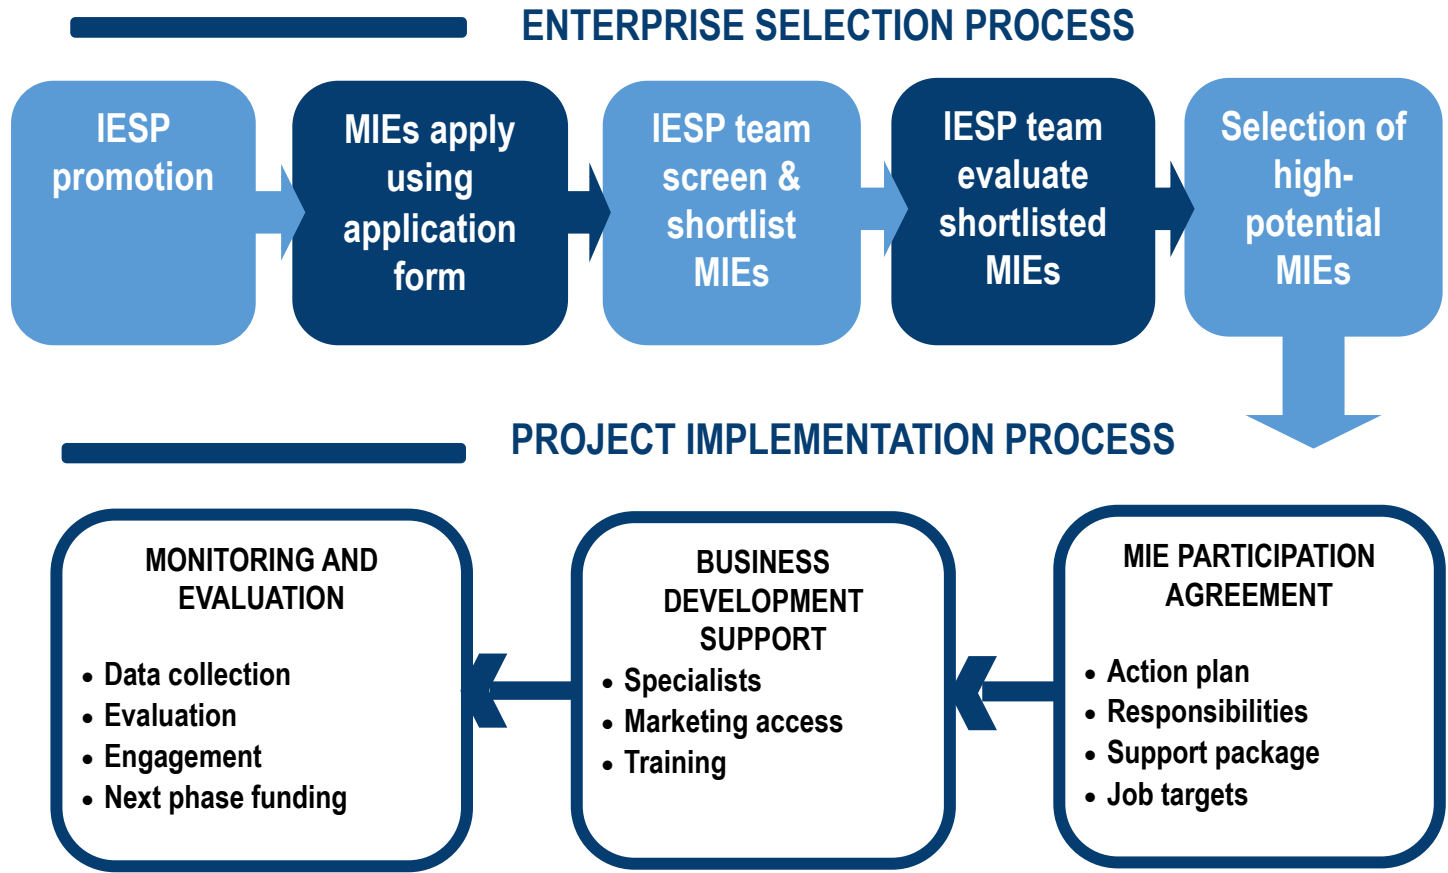 ENTERPRISE SELECTION PROCESS
IESP
promotion
MIEs apply
using
application
form
IESP team
screen &
shortlist
MIEs
IESP team
evaluate
shortlisted
MIEs
Selection of
high-
potential
MIEs
PROJECT IMPLEMENTATION PROCESS
MONITORING AND
EVALUATION
• Data collection
• Evaluation
• Engagement
• Next phase funding
BUSINESS
DEVELOPMENT
SUPPORT
• Specialists
• Marketing access
• Training
MIE PARTICIPATION
AGREEMENT
• Action plan
• Responsibilities
• Support package
• Job targets